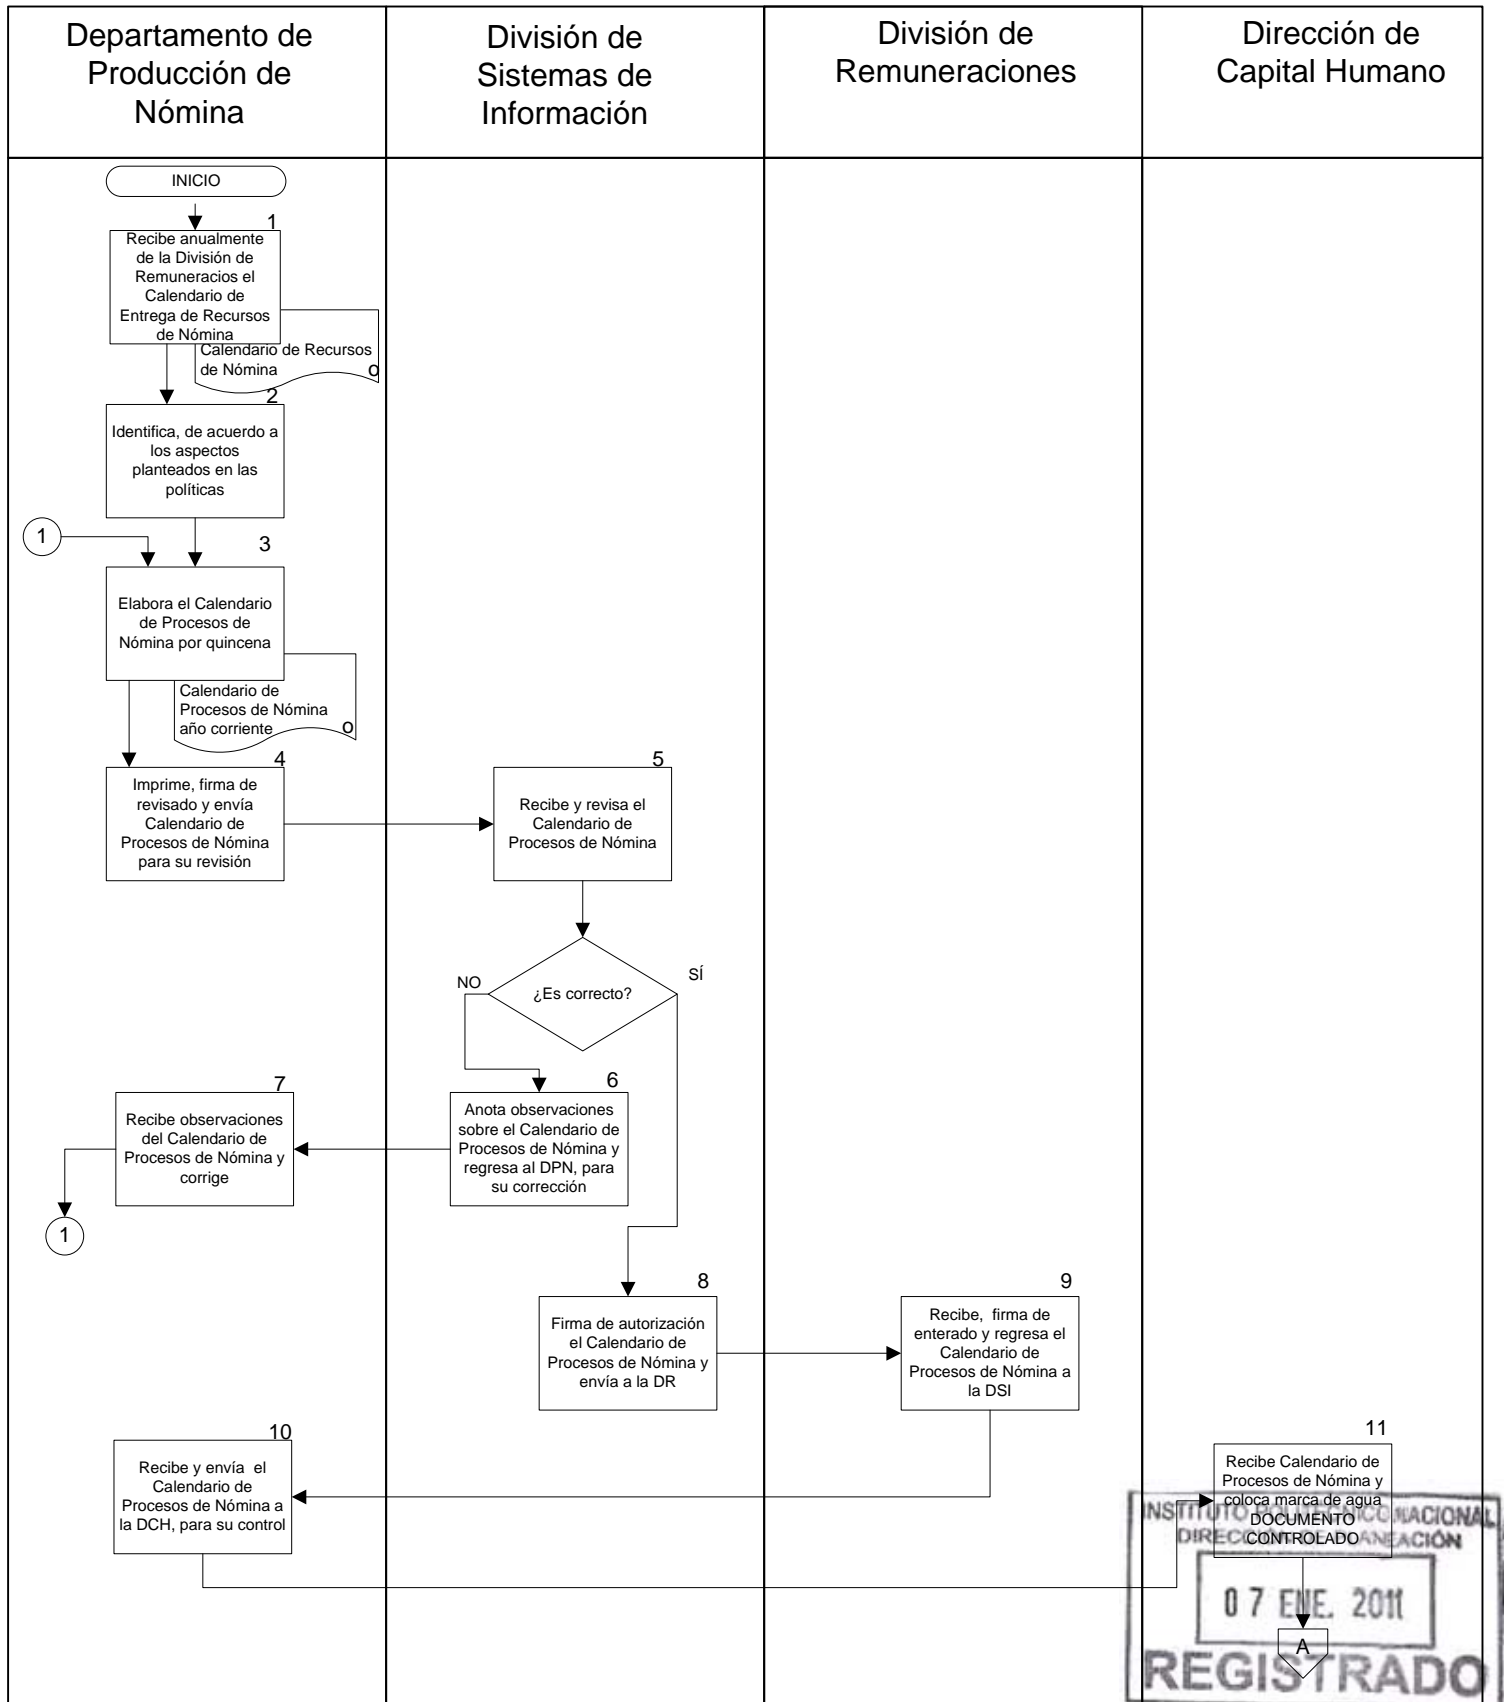 Departamento de
Producción de
Nómina
División de
Sistemas de
Información
División de
Remuneraciones
Dirección de
Capital Humano
INICIO
1
Recibe anualmente
de la División de
Remuneracios el
Calendario de
Entrega de Recursos
de Nómina
Calendario de Recursos
de Nómina
o
2
Identifica, de acuerdo a
los aspectos
planteados en las
políticas
1
3
Elabora el Calendario
de Procesos de
Nómina por quincena
Calendario de
Procesos de Nómina
año corriente
o
4
Imprime, firma de
revisado y envía
Calendario de
Procesos de Nómina
para su revisión
5
Recibe y revisa el
Calendario de
Procesos de Nómina
¿Es correcto?
NO
SÍ
6
Anota observaciones
sobre el Calendario de
Procesos de Nómina y
regresa al DPN, para
su corrección
7
Recibe observaciones
del Calendario de
Procesos de Nómina y
corrige
1
8
Firma de autorización
el Calendario de
Procesos de Nómina y
envía a la DR
9
Recibe, firma de
enterado y regresa el
Calendario de
Procesos de Nómina a
la DSI
10
Recibe y envía el
Calendario de
Procesos de Nómina a
la DCH, para su control
11
Recibe Calendario de
Procesos de Nómina y
coloca marca de agua
DOCUMENTO
CONTROLADO
A
INSTITUTO POLITÉCNICO NACIONAL
DIRECCIÓN DE PLANEACIÓN
07 ENE. 2011
REGISTRADO